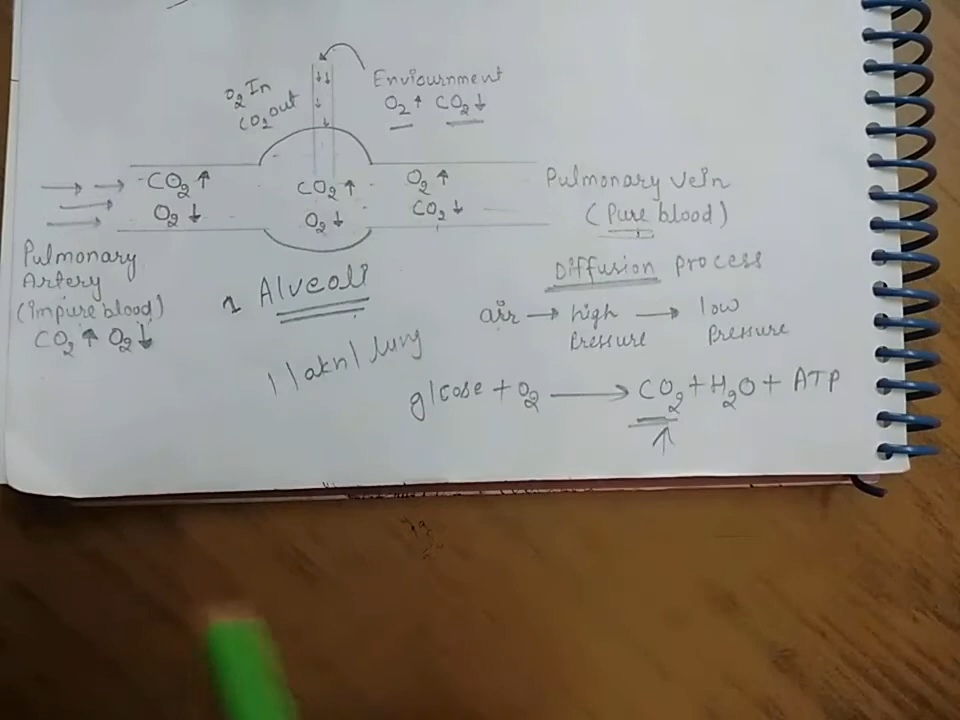 O2 In
CO2 out
Enviournment
O2↑ CO2↓
CO2↑
O2↓
CO2↑
O2↓
O2↑
CO2↓
Pulmonary vein
(Pure blood)
Pulmonary
Artery
(impure blood)
CO2↑ O2↓
Alveoli
Diffusion process
air → high pressure → low pressure
glcose + O2 → CO2 + H2O + ATP